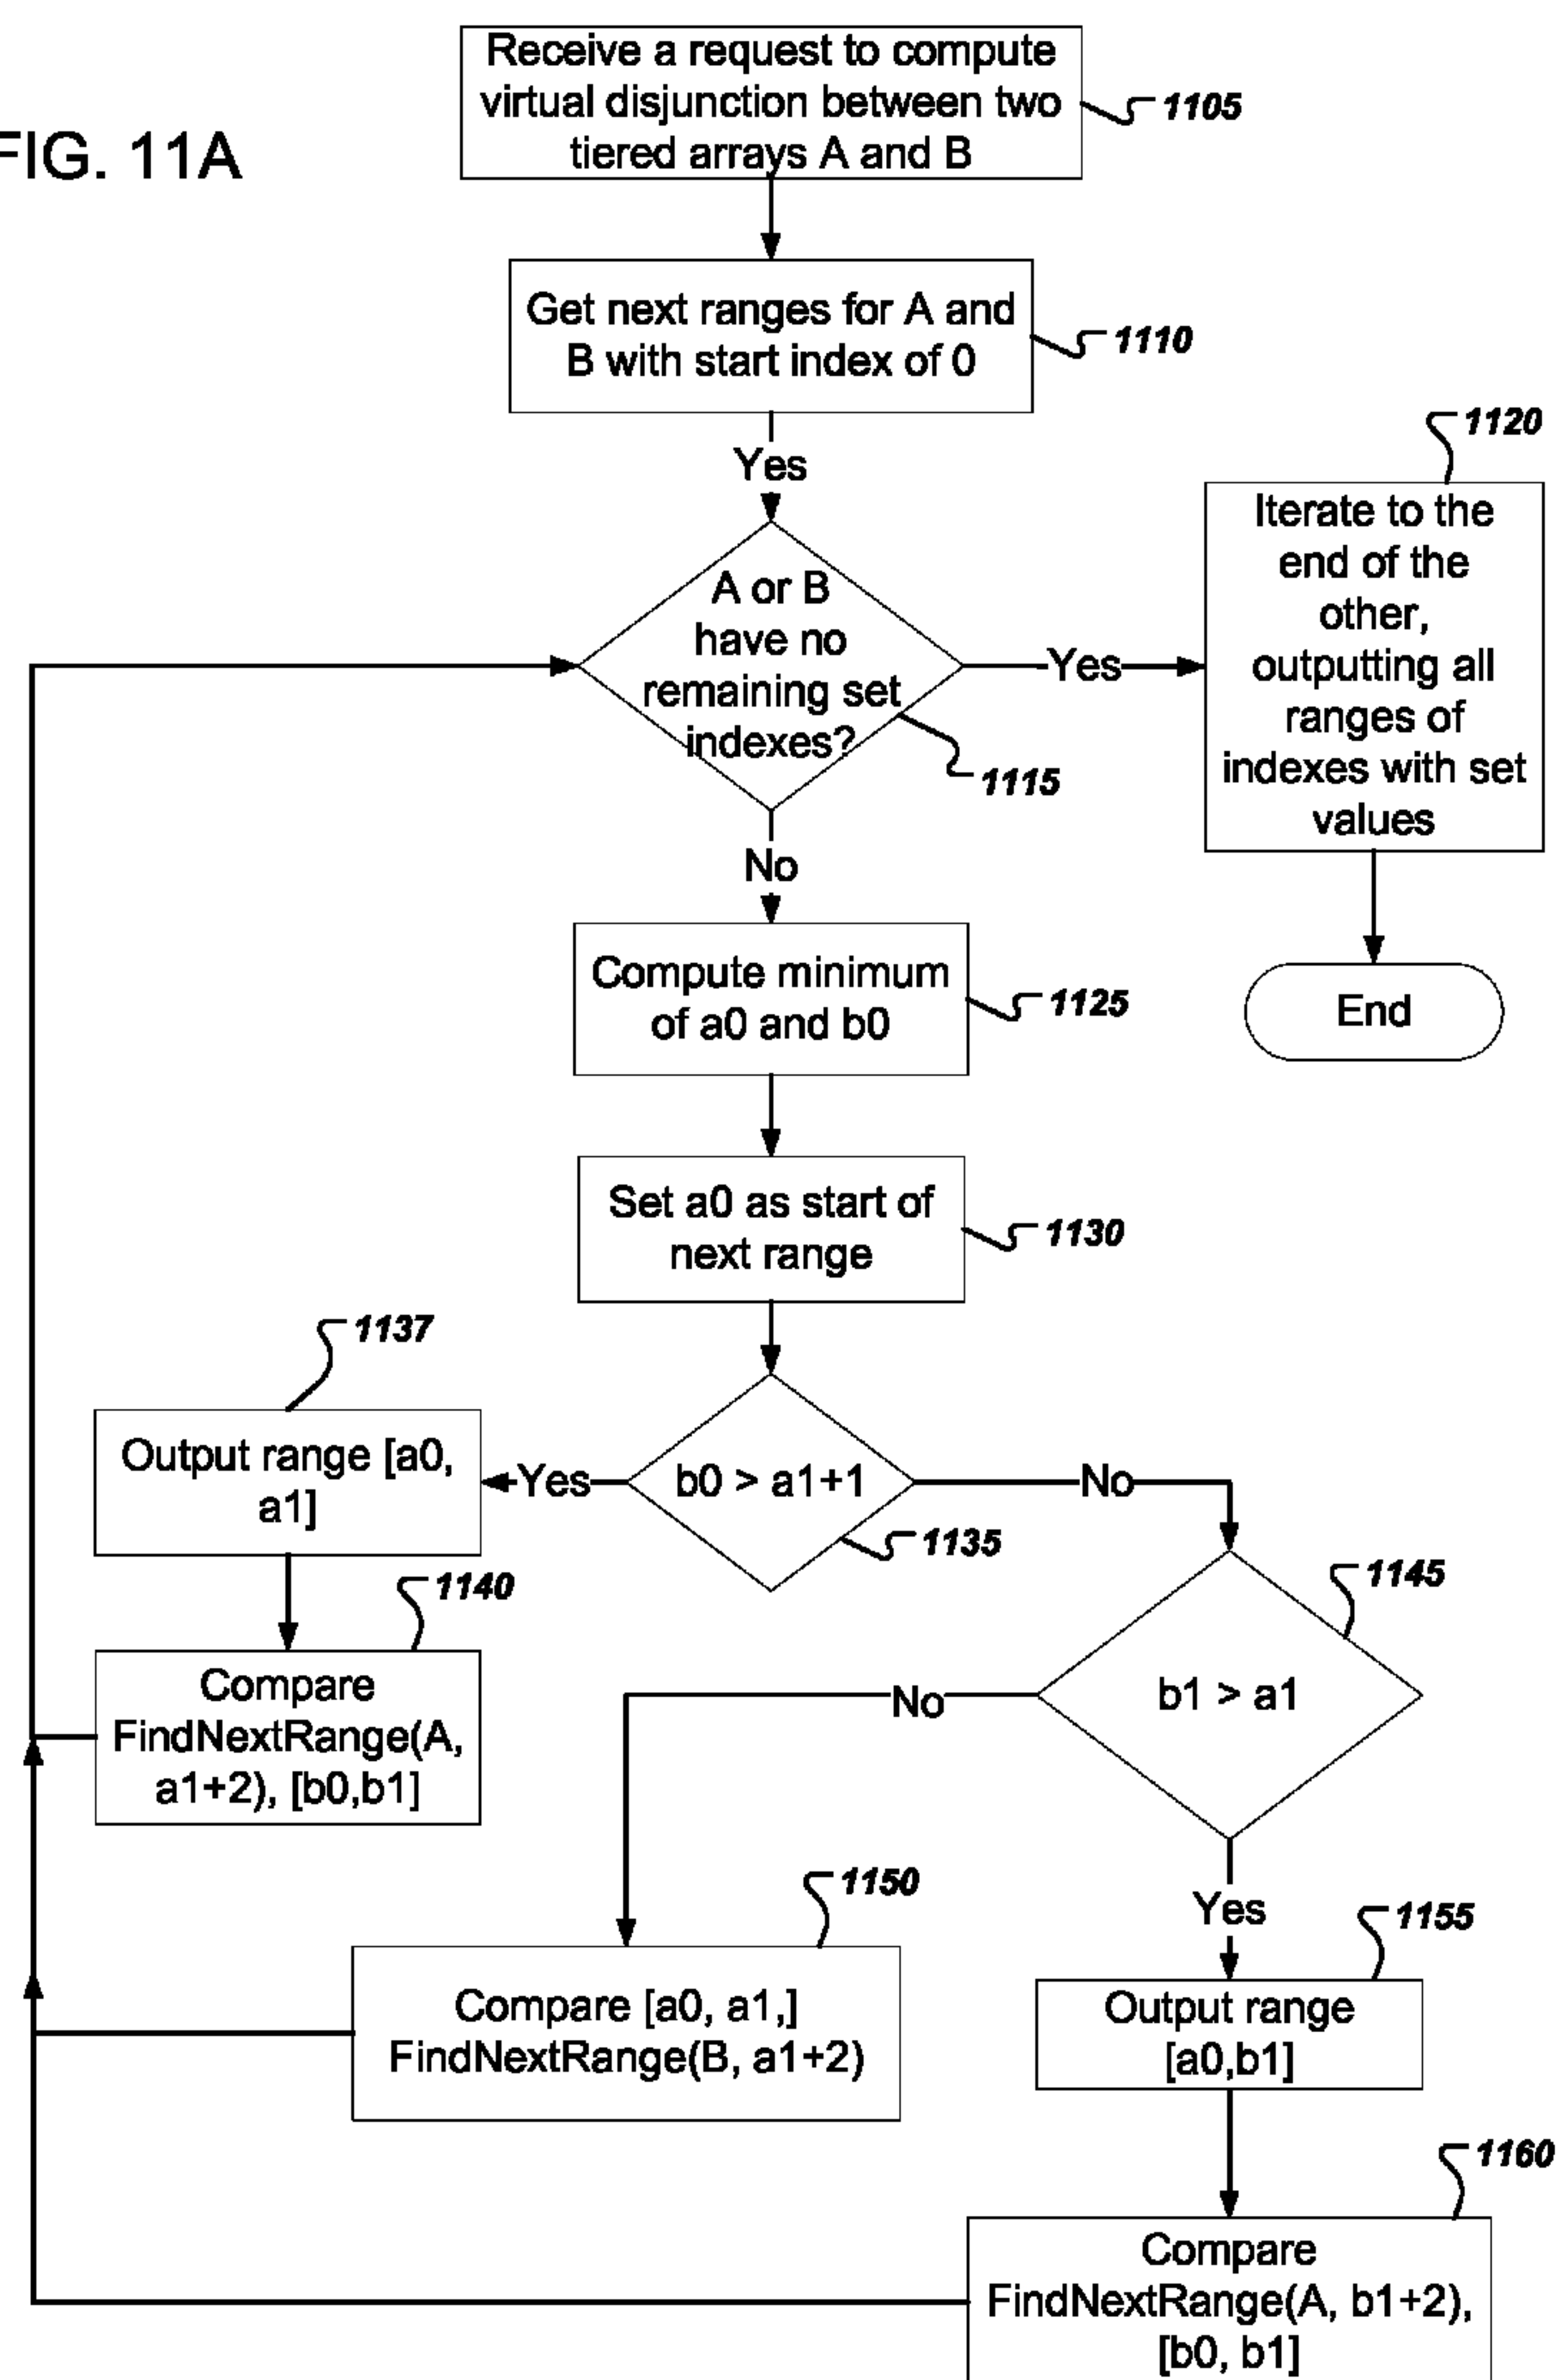 FIG. 11A
Receive a request to compute
virtual disjunction between two
tiered arrays A and B
1105
Get next ranges for A and
B with start index of 0
1110
Yes
A or B
have no
remaining set
indexes?
1115
Yes
1120
Iterate to the
end of the
other,
outputting all
ranges of
indexes with set
values
End
No
Compute minimum
of a0 and b0
1125
Set a0 as start of
next range
1130
b0 > a1+1
1135
Yes
1137
Output range [a0,
a1]
1140
Compare
FindNextRange(A,
a1+2), [b0,b1]
No
1145
b1 > a1
No
1150
Compare [a0, a1,]
FindNextRange(B, a1+2)
Yes
1155
Output range
[a0,b1]
1160
Compare
FindNextRange(A, b1+2),
[b0, b1]